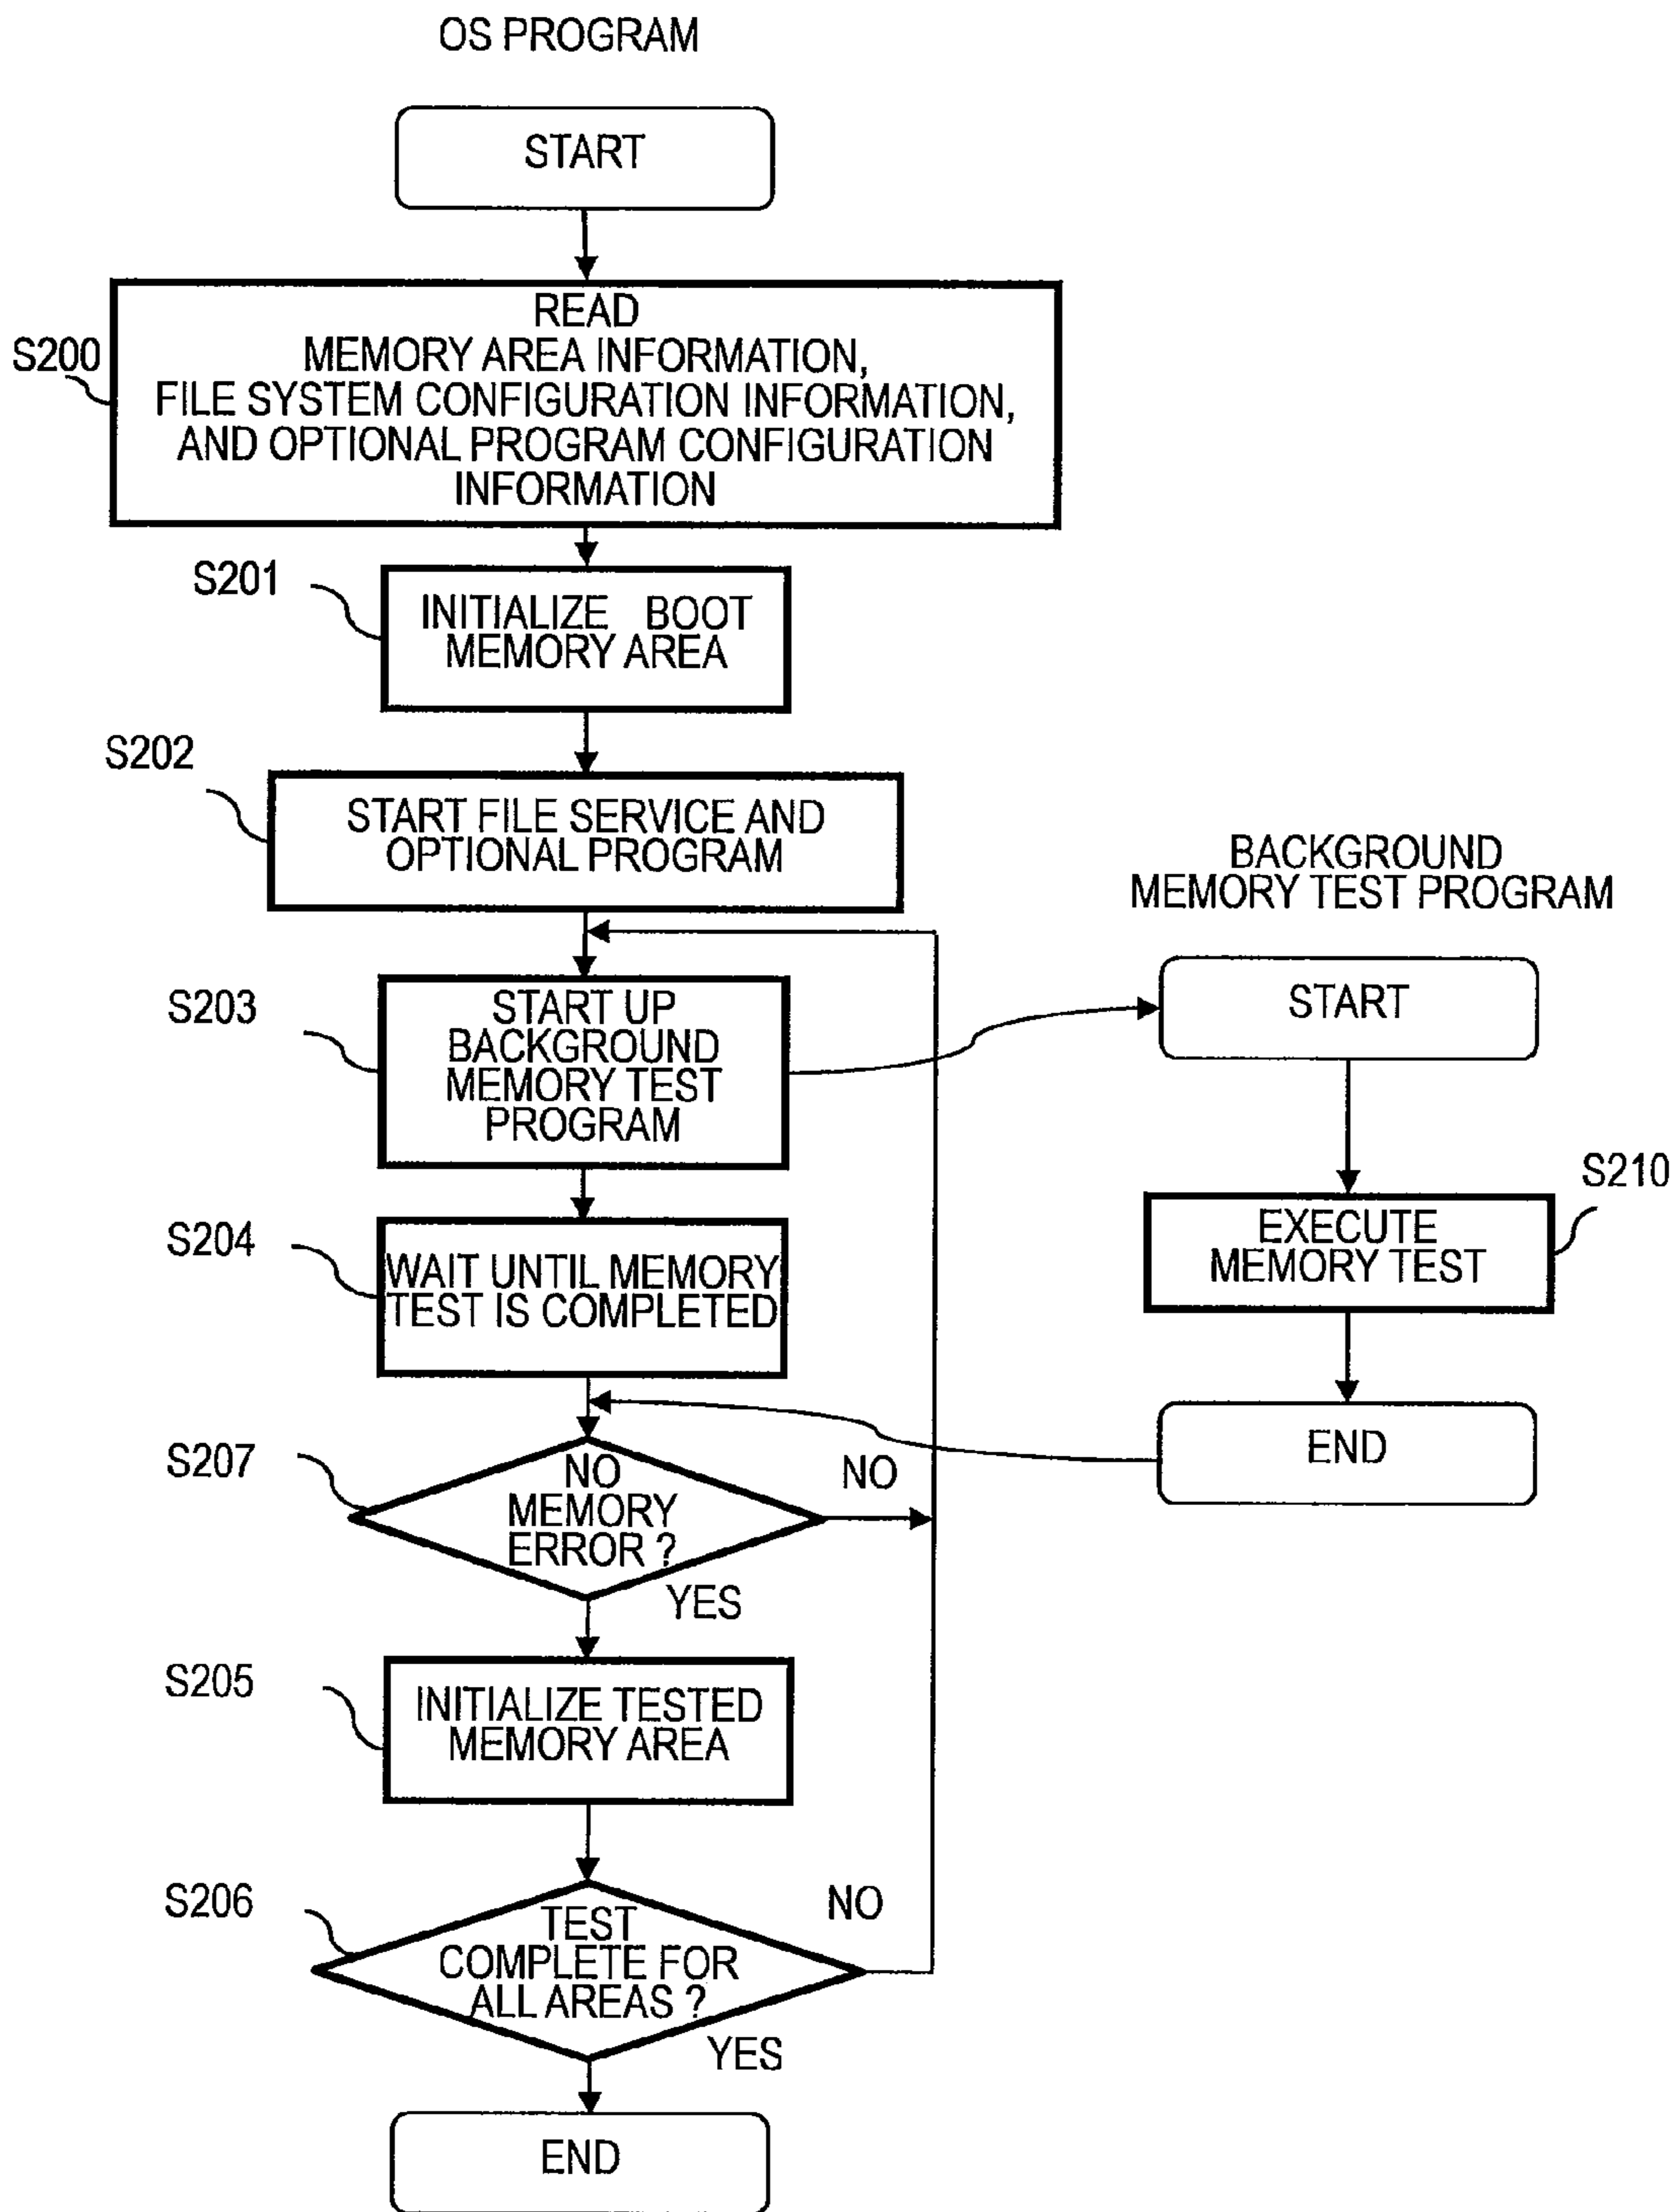 OS PROGRAM
START
S200
READ
MEMORY AREA INFORMATION,
FILE SYSTEM CONFIGURATION INFORMATION,
AND OPTIONAL PROGRAM CONFIGURATION
INFORMATION
S201
INITIALIZE BOOT
MEMORY AREA
S202
START FILE SERVICE AND
OPTIONAL PROGRAM
S203
START UP
BACKGROUND
MEMORY TEST
PROGRAM
S204
WAIT UNTIL MEMORY
TEST IS COMPLETED
S207
NO
MEMORY
ERROR ?
NO
YES
S205
INITIALIZE TESTED
MEMORY AREA
S206
TEST
COMPLETE FOR
ALL AREAS ?
NO
YES
END
BACKGROUND
MEMORY TEST PROGRAM
START
S210
EXECUTE
MEMORY TEST
END